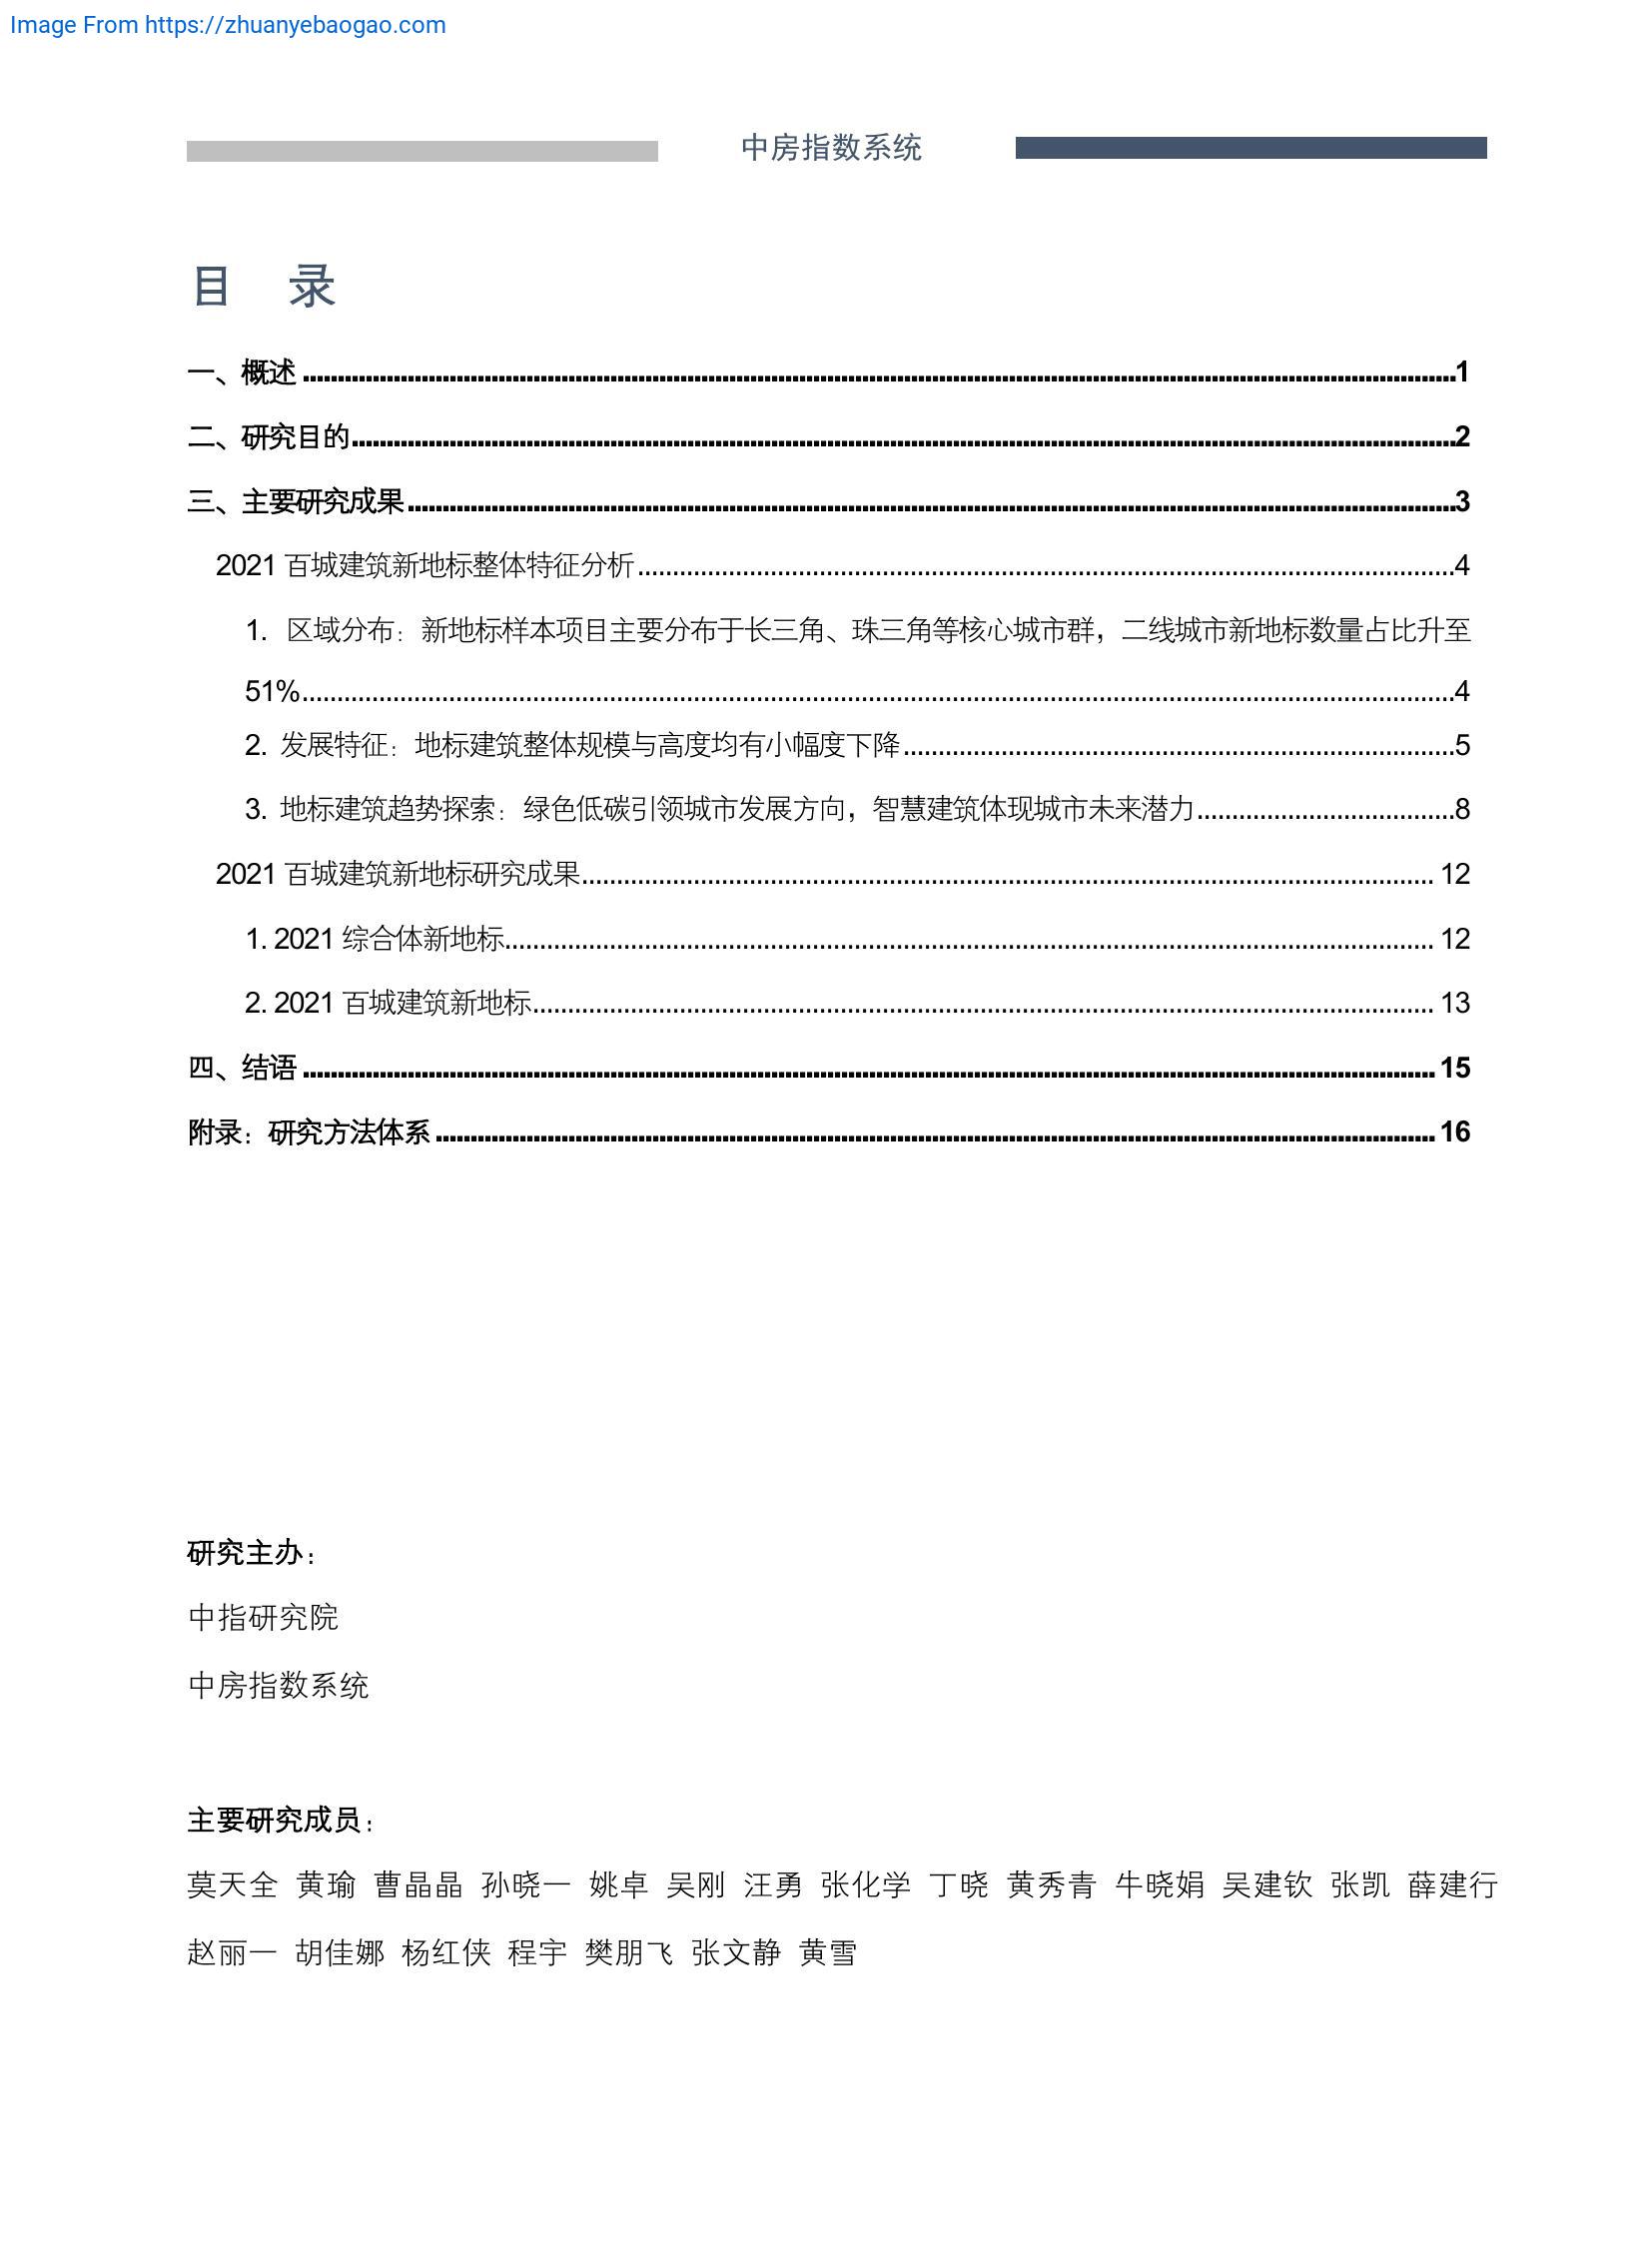 Image From https://zhuanyebaogao.com
中房指数系统
目 录
一、概述 ........................................ 1
二、研究目的 ........................................ 2
三、主要研究成果 ........................................ 3
2021 百城建筑新地标整体特征分析 ........................................ 4
1. 区域分布：新地标样本项目主要分布于长三角、珠三角等核心城市群，二线城市新地标数量占比升至
51% ........................................ 4
2. 发展特征：地标建筑整体规模与高度均有小幅度下降 ........................................ 5
3. 地标建筑趋势探索：绿色低碳引领城市发展方向，智慧建筑体现城市未来潜力 ........................................ 8
2021 百城建筑新地标研究成果 ........................................ 12
1. 2021 综合体新地标 ........................................ 12
2. 2021 百城建筑新地标 ........................................ 13
四、结语 ........................................ 15
附录：研究方法体系 ........................................ 16
研究主办：
中指研究院
中房指数系统
主要研究成员：
莫天全 黄瑜 曹晶晶 孙晓一 姚卓 吴刚 汪勇 张化学 丁晓 黄秀青 牛晓娟 吴建钦 张凯 薛建行
赵丽一 胡佳娜 杨红侠 程宇 樊朋飞 张文静 黄雪